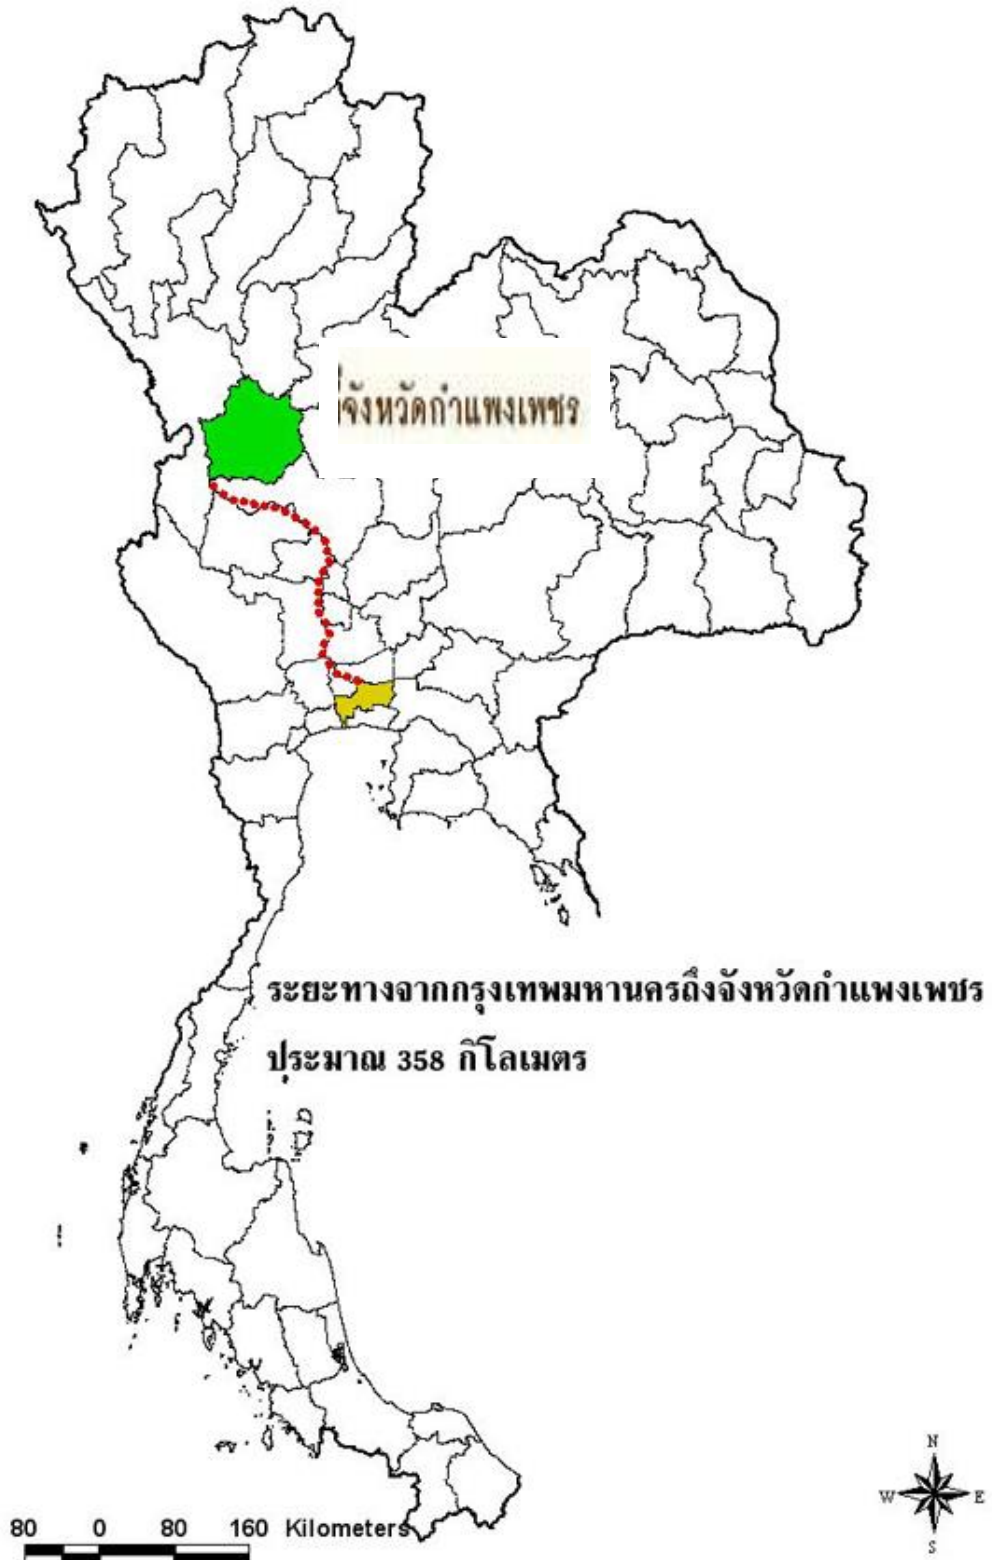 จังหวัดกำแพงเพชร
ระยะทางจากกรุงเทพมหานครถึงจังหวัดกำแพงเพชร
ประมาณ 358 กิโลเมตร
N
W E
S
80 0 80 160 Kilometers